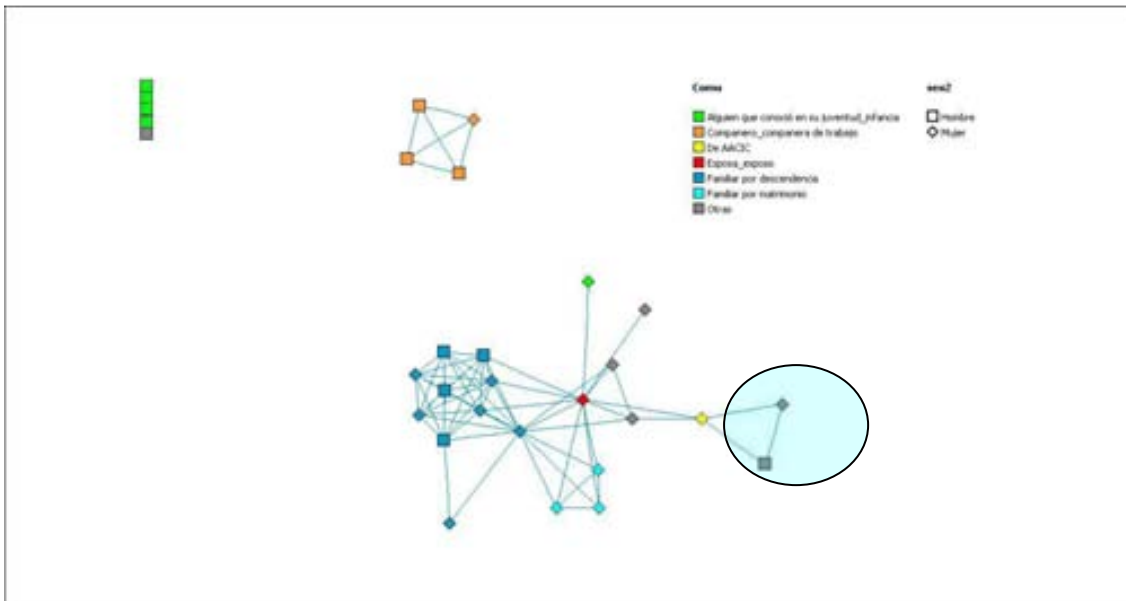 Como
Alguien que conoció en su juventud_infancia
Companero_companera de trabajo
De AACIC
Esposa_esposo
Familiar por descendencia
Familiar por matrimonio
Otras
sexo2
Hombre
Mujer